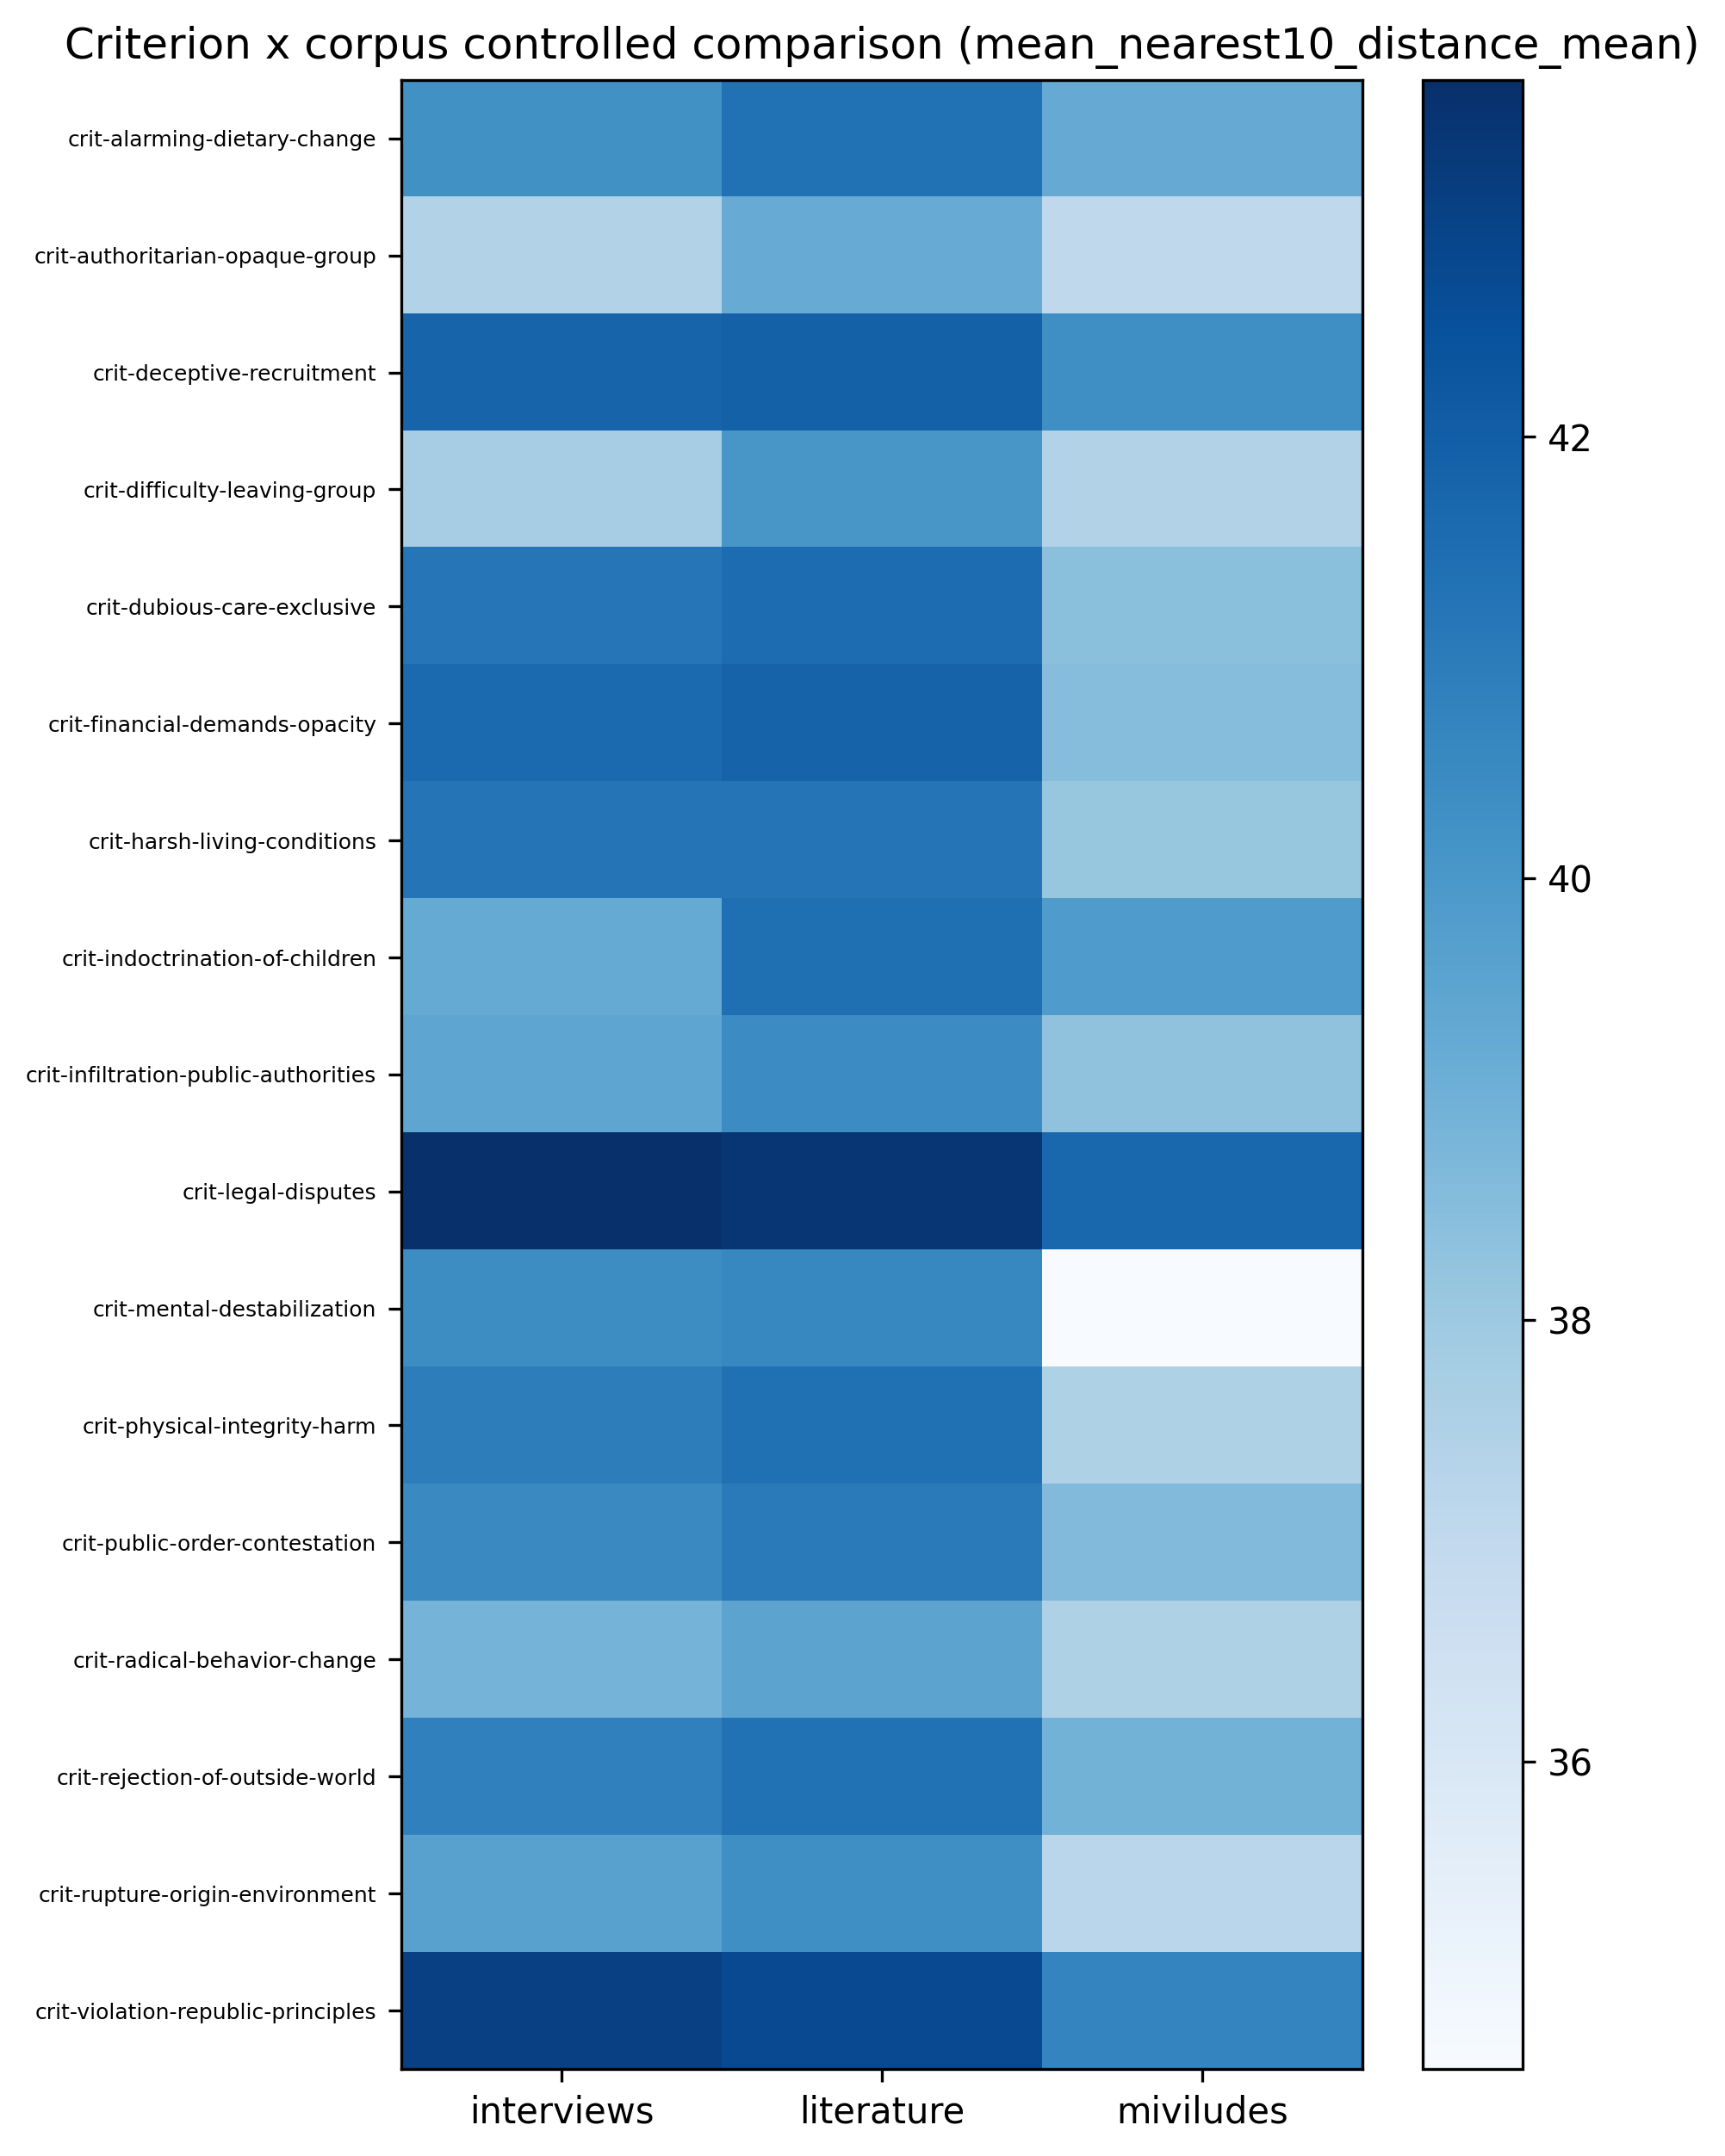 Criterion x corpus controlled comparison (mean_nearest10_distance_mean)
crit-alarming-dietary-change
crit-authoritarian-opaque-group
crit-deceptive-recruitment
crit-difficulty-leaving-group
crit-dubious-care-exclusive
crit-financial-demands-opacity
crit-harsh-living-conditions
crit-indoctrination-of-children
crit-infiltration-public-authorities
crit-legal-disputes
crit-mental-destabilization
crit-physical-integrity-harm
crit-public-order-contestation
crit-radical-behavior-change
crit-rejection-of-outside-world
crit-rupture-origin-environment
crit-violation-republic-principles
interviews literature miviludes
42
40
38
36